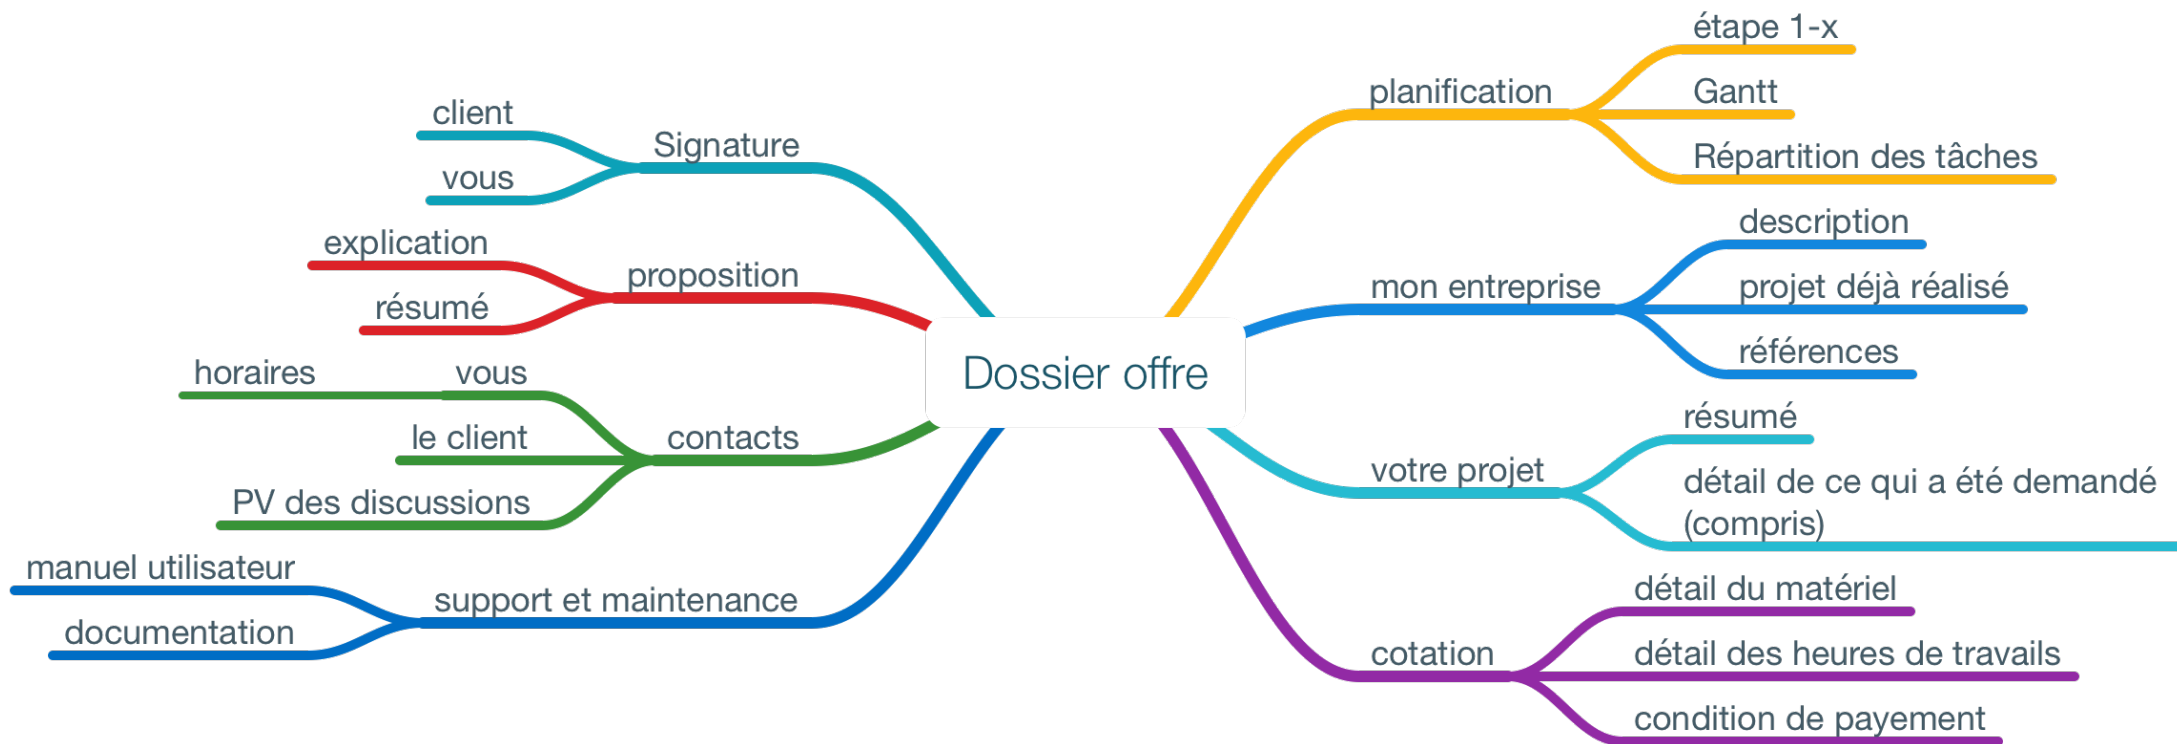 Dossier offre
planification
étape 1-x
Gantt
Répartition des tâches
mon entreprise
description
projet déjà réalisé
références
votre projet
résumé
détail de ce qui a été demandé
(compris)
cotation
détail du matériel
détail des heures de travails
condition de payement
Signature
client
vous
proposition
explication
résumé
contacts
vous
horaires
le client
PV des discussions
support et maintenance
manuel utilisateur
documentation